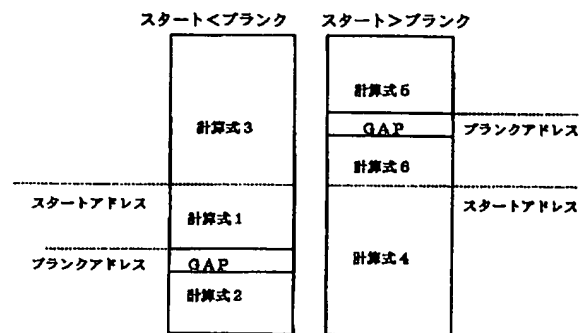 スタート<ブランク
スタート>ブランク
計算式3
スタートアドレス
計算式1
ブランクアドレス
GAP
計算式2
計算式5
GAP
ブランクアドレス
計算式6
スタートアドレス
計算式4